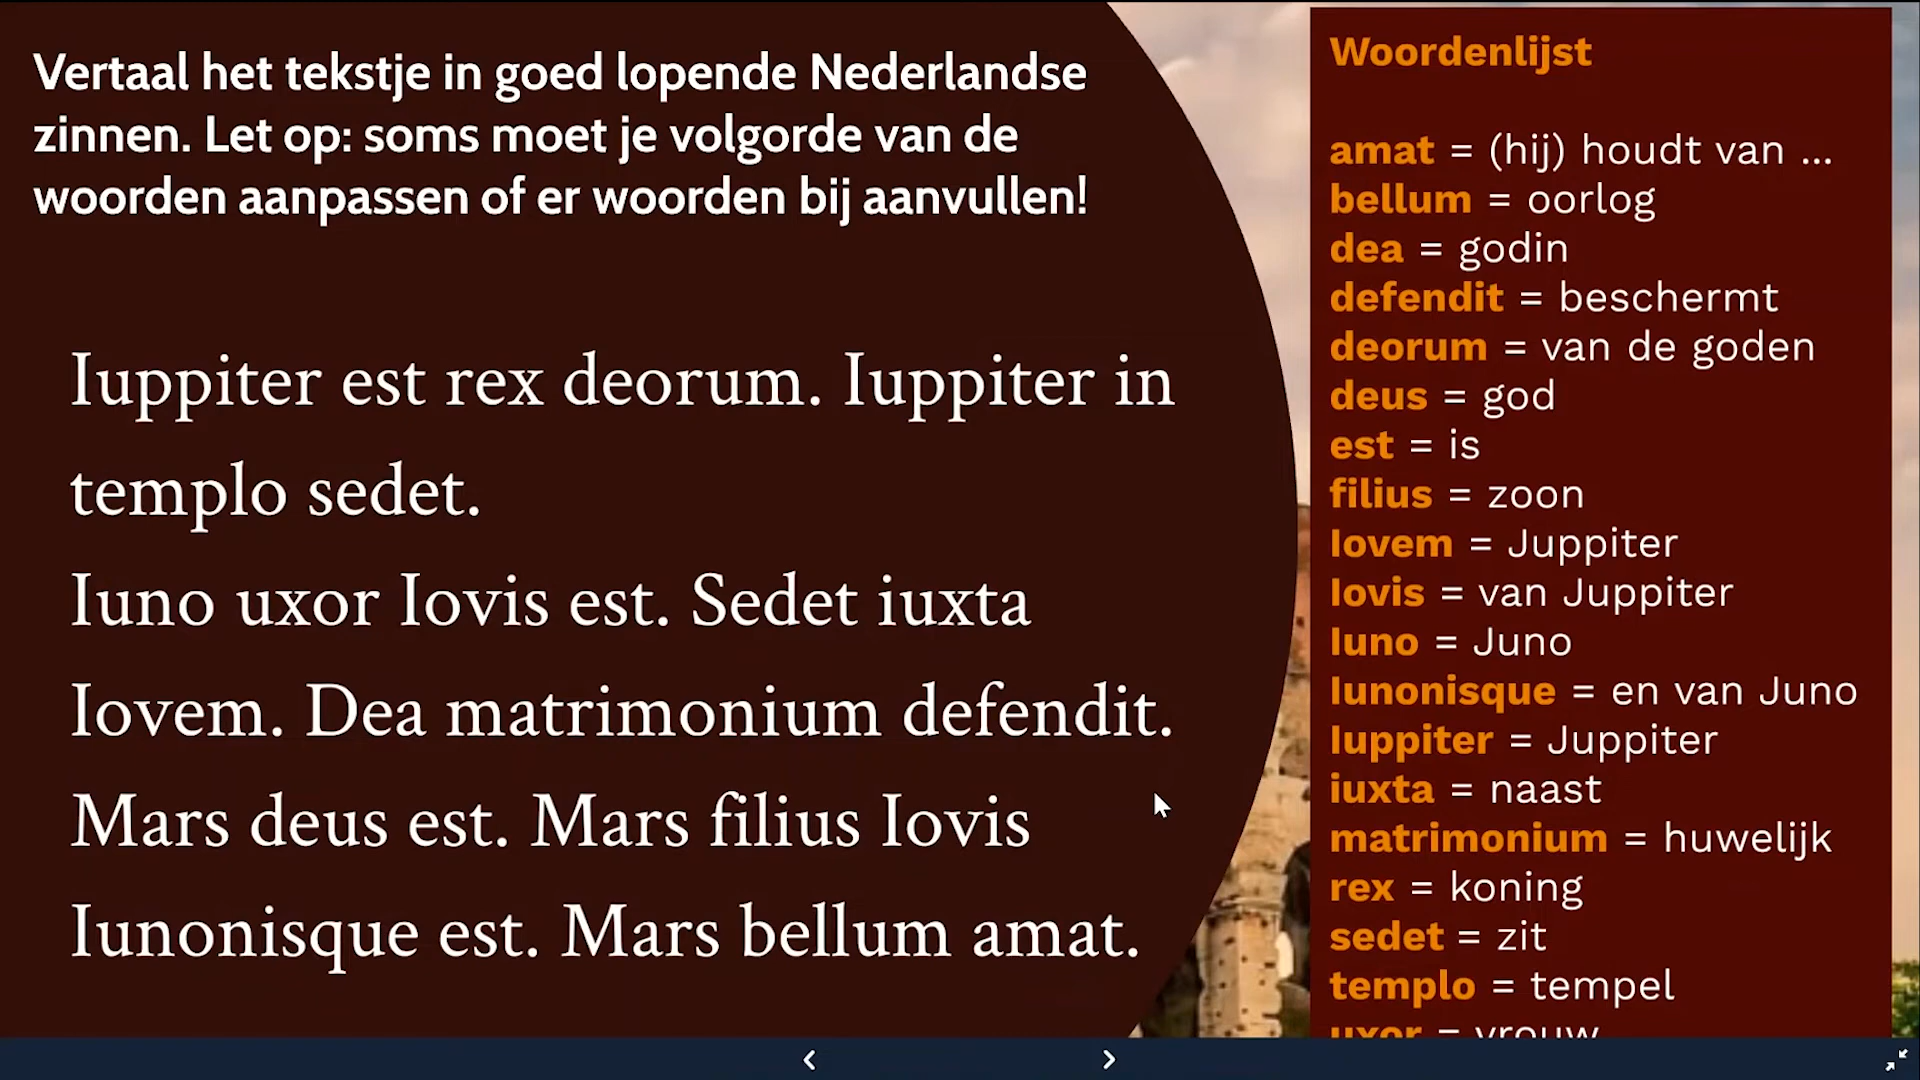 Vertaal het tekstje in goed lopende Nederlandse
zinnen. Let op: soms moet je volgorde van de
woorden aanpassen of er woorden bij aanvullen!
Iuppiter est rex deorum. Iuppiter in
templo sedet.
Iuno uxor Iovis est. Sedet iuxta
Iovem. Dea matrimonium defendit.
Mars deus est. Mars filius Iovis
Iunonisque est. Mars bellum amat.
Woordenlijst
amat = (hij) houdt van ...
bellum = oorlog
dea = godin
defendit = beschermt
deorum = van de goden
deus = god
est = is
filius = zoon
Iovem = Juppiter
Iovis = van Juppiter
Iuno = Juno
Iunonisque = en van Juno
Iuppiter = Juppiter
iuxta = naast
matrimonium = huwelijk
rex = koning
sedet = zit
templo = tempel
uxor = vrouw